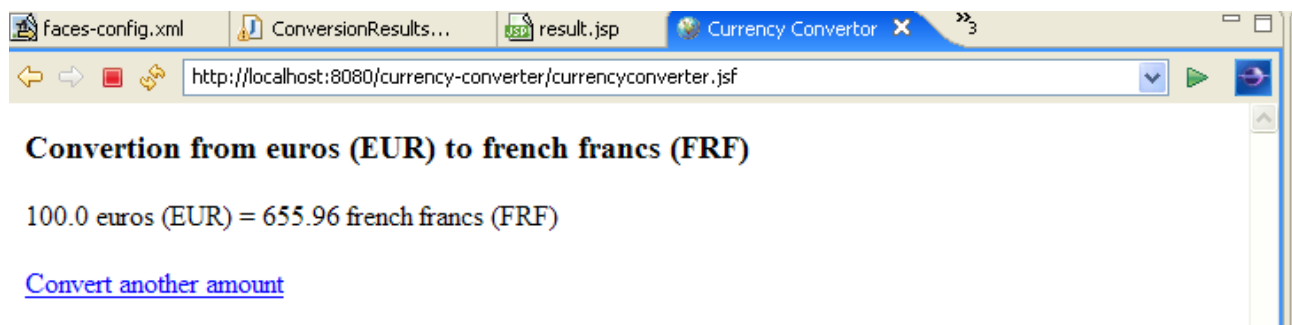 faces-config.xml ConversionResults... result.jsp Currency Convertor »3
http://localhost:8080/currency-converter/currencyconverter.jsf
Convertion from euros (EUR) to french francs (FRF)
100.0 euros (EUR) = 655.96 french francs (FRF)
Convert another amount